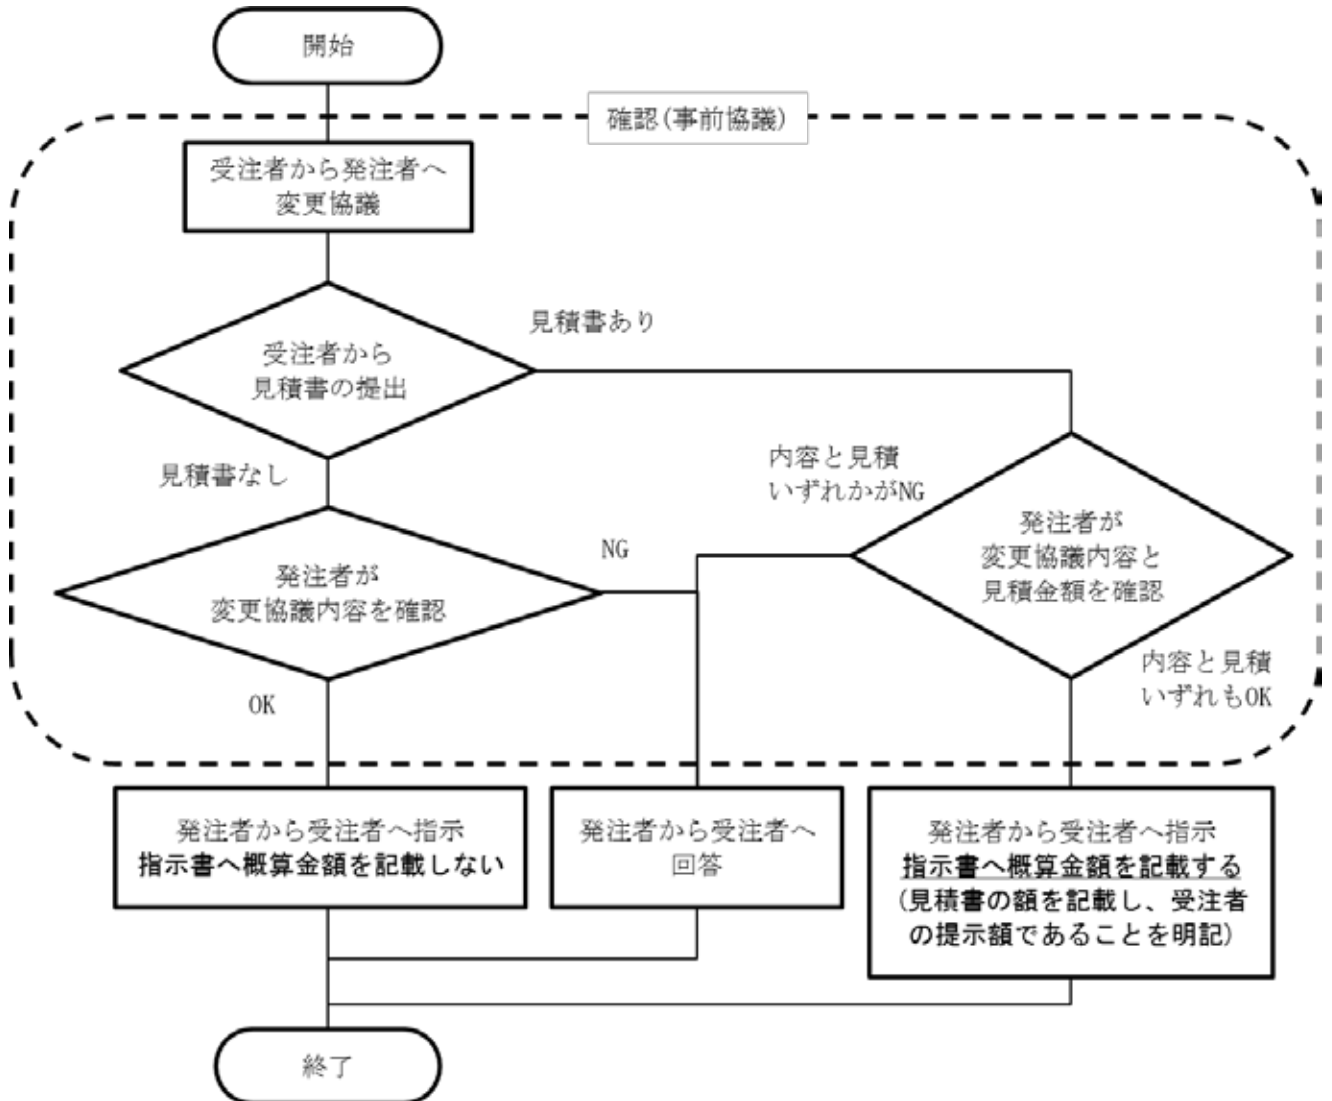 開始
確認(事前協議)
受注者から発注者へ
変更協議
見積書あり
受注者から
見積書の提出
見積書なし
内容と見積
いずれかがNG
発注者が
変更協議内容と
見積金額を確認
NG
発注者が
変更協議内容を確認
内容と見積
いずれもOK
OK
発注者から受注者へ指示
指示書へ概算金額を記載しない
発注者から受注者へ
回答
発注者から受注者へ指示
指示書へ概算金額を記載する
(見積書の額を記載し、受注者
の提示額であることを明記)
終了